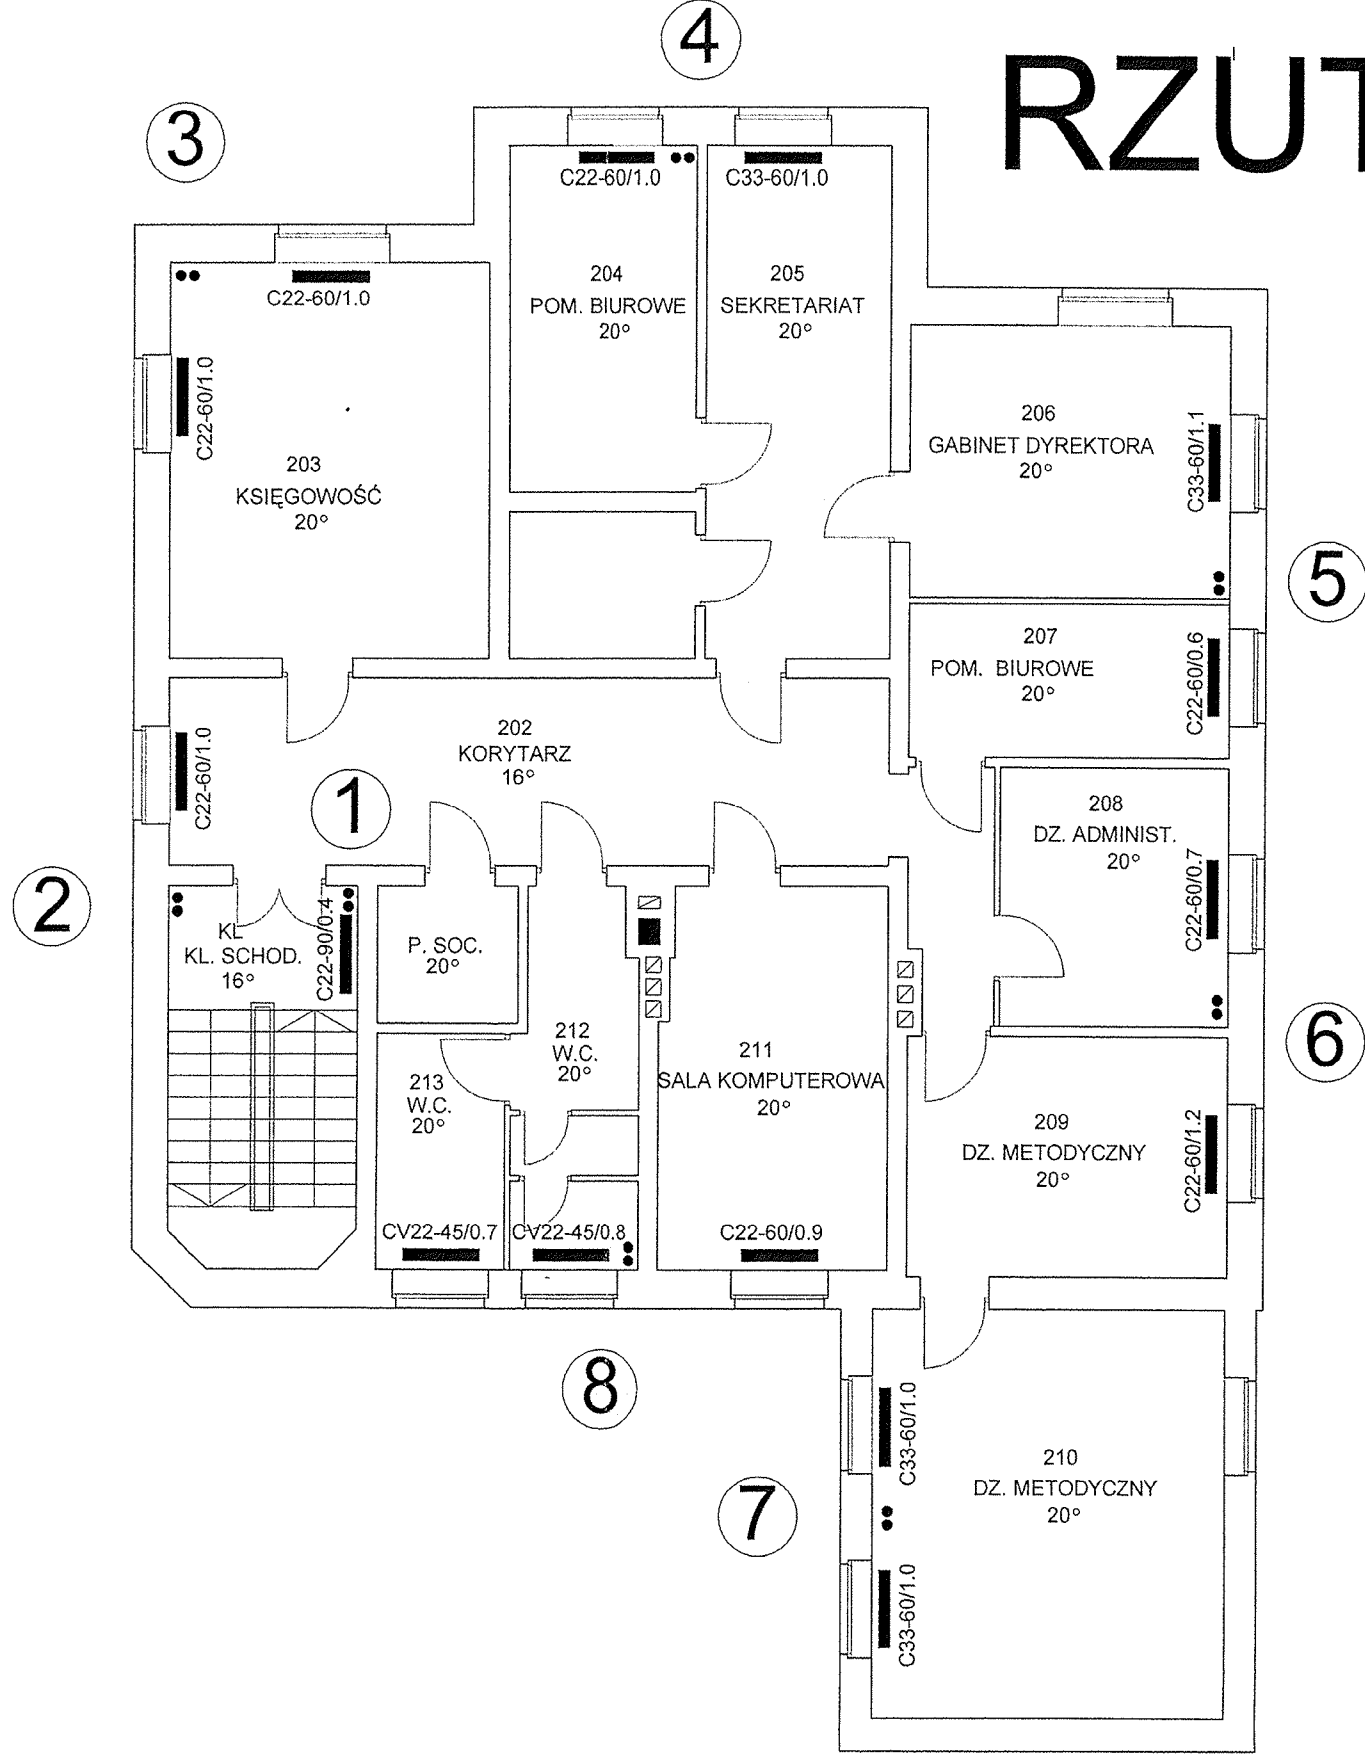 4
RZUT
3
C22-60/1.0
C33-60/1.0
C22-60/1.0
204
POM. BIUROWE
20°
205
SEKRETARIAT
20°
C22-60/1.0
203
KSIĘGOWOŚĆ
20°
206
GABINET DYREKTORA
20°
C33-60/1.1
5
207
POM. BIUROWE
20°
C22-60/0.6
202
KORYTARZ
16°
C22-60/1.0
1
208
DZ. ADMINIST.
20°
C22-60/0.7
2
KL
KL. SCHOD.
16°
C22-90/0.4
P. SOC.
20°
6
212
W.C.
20°
211
SALA KOMPUTEROWA
20°
213
W.C.
20°
209
DZ. METODYCZNY
20°
C22-60/1.2
CV22-45/0.7
CV22-45/0.8
C22-60/0.9
8
C33-60/1.0
210
DZ. METODYCZNY
20°
7
C33-60/1.0